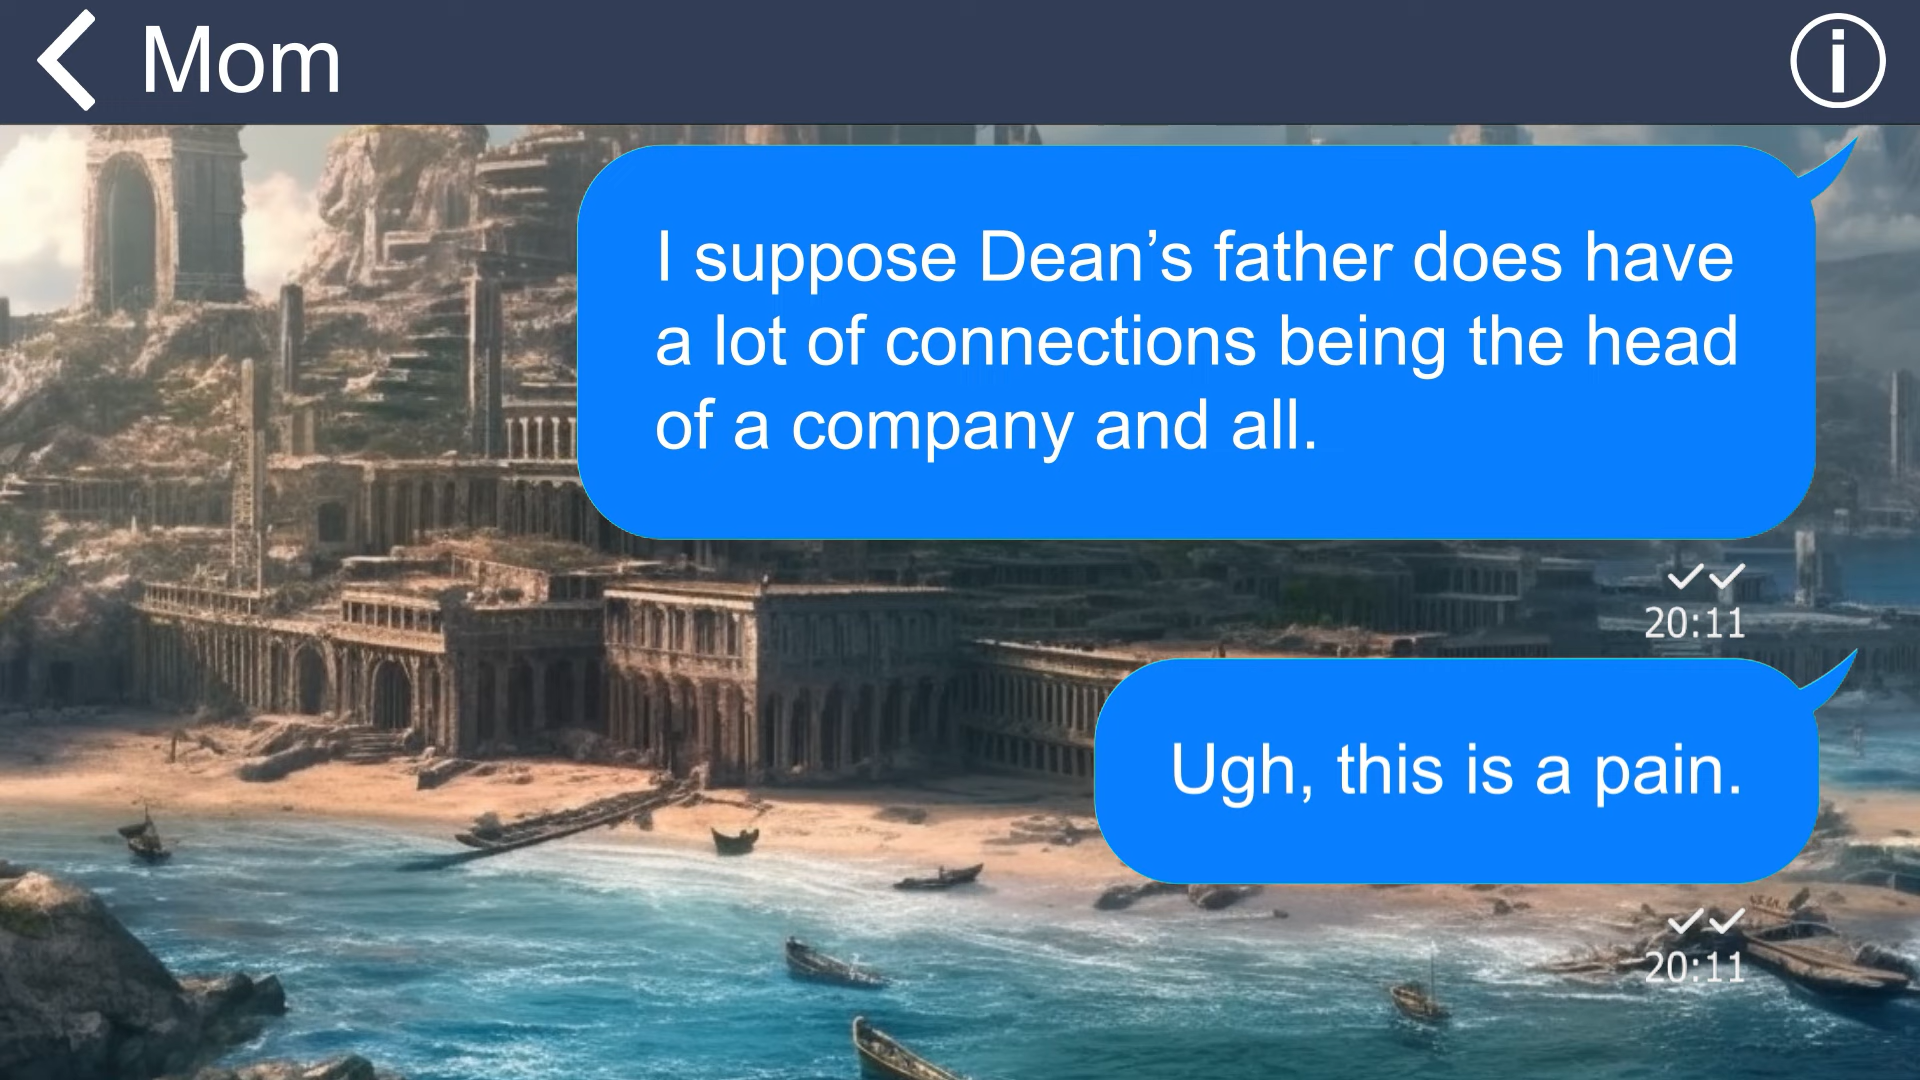 Mom
I suppose Dean’s father does have
a lot of connections being the head
of a company and all.
20:11
Ugh, this is a pain.
20:11